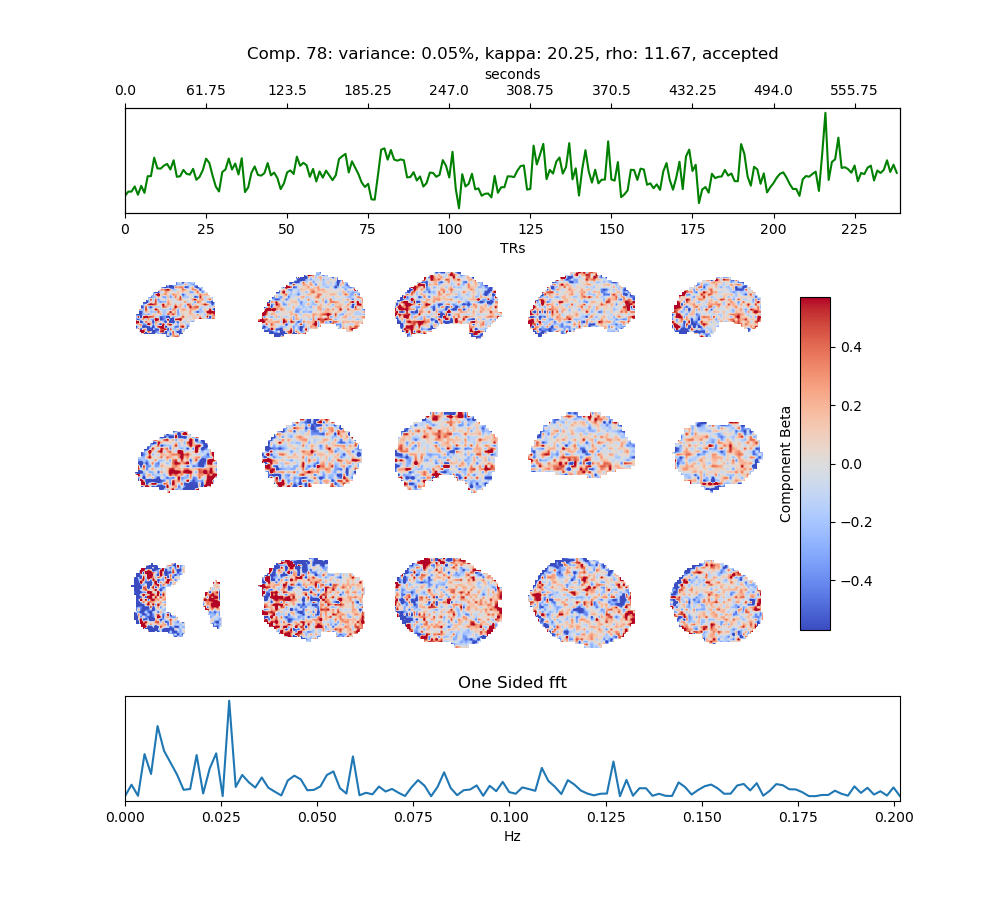 Comp. 78: variance: 0.05%, kappa: 20.25, rho: 11.67, accepted
seconds
0.0 61.75 123.5 185.25 247.0 308.75 370.5 432.25 494.0 555.75
0 25 50 75 100 125 150 175 200 225
TRs
0.4
0.2
0.0
−0.2
−0.4
Component Beta
One Sided fft
0.000 0.025 0.050 0.075 0.100 0.125 0.150 0.175 0.200
Hz